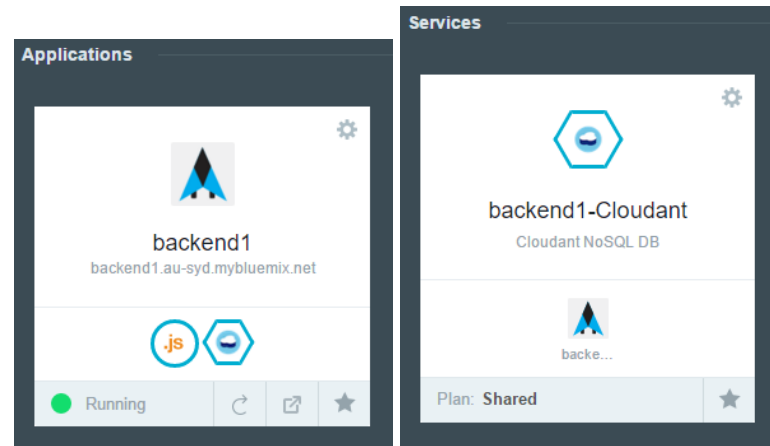 Applications
backend1
backend1.au-syd.mybluemix.net
.js
Running
Services
backend1-Cloudant
Cloudant NoSQL DB
backe...
Plan: Shared